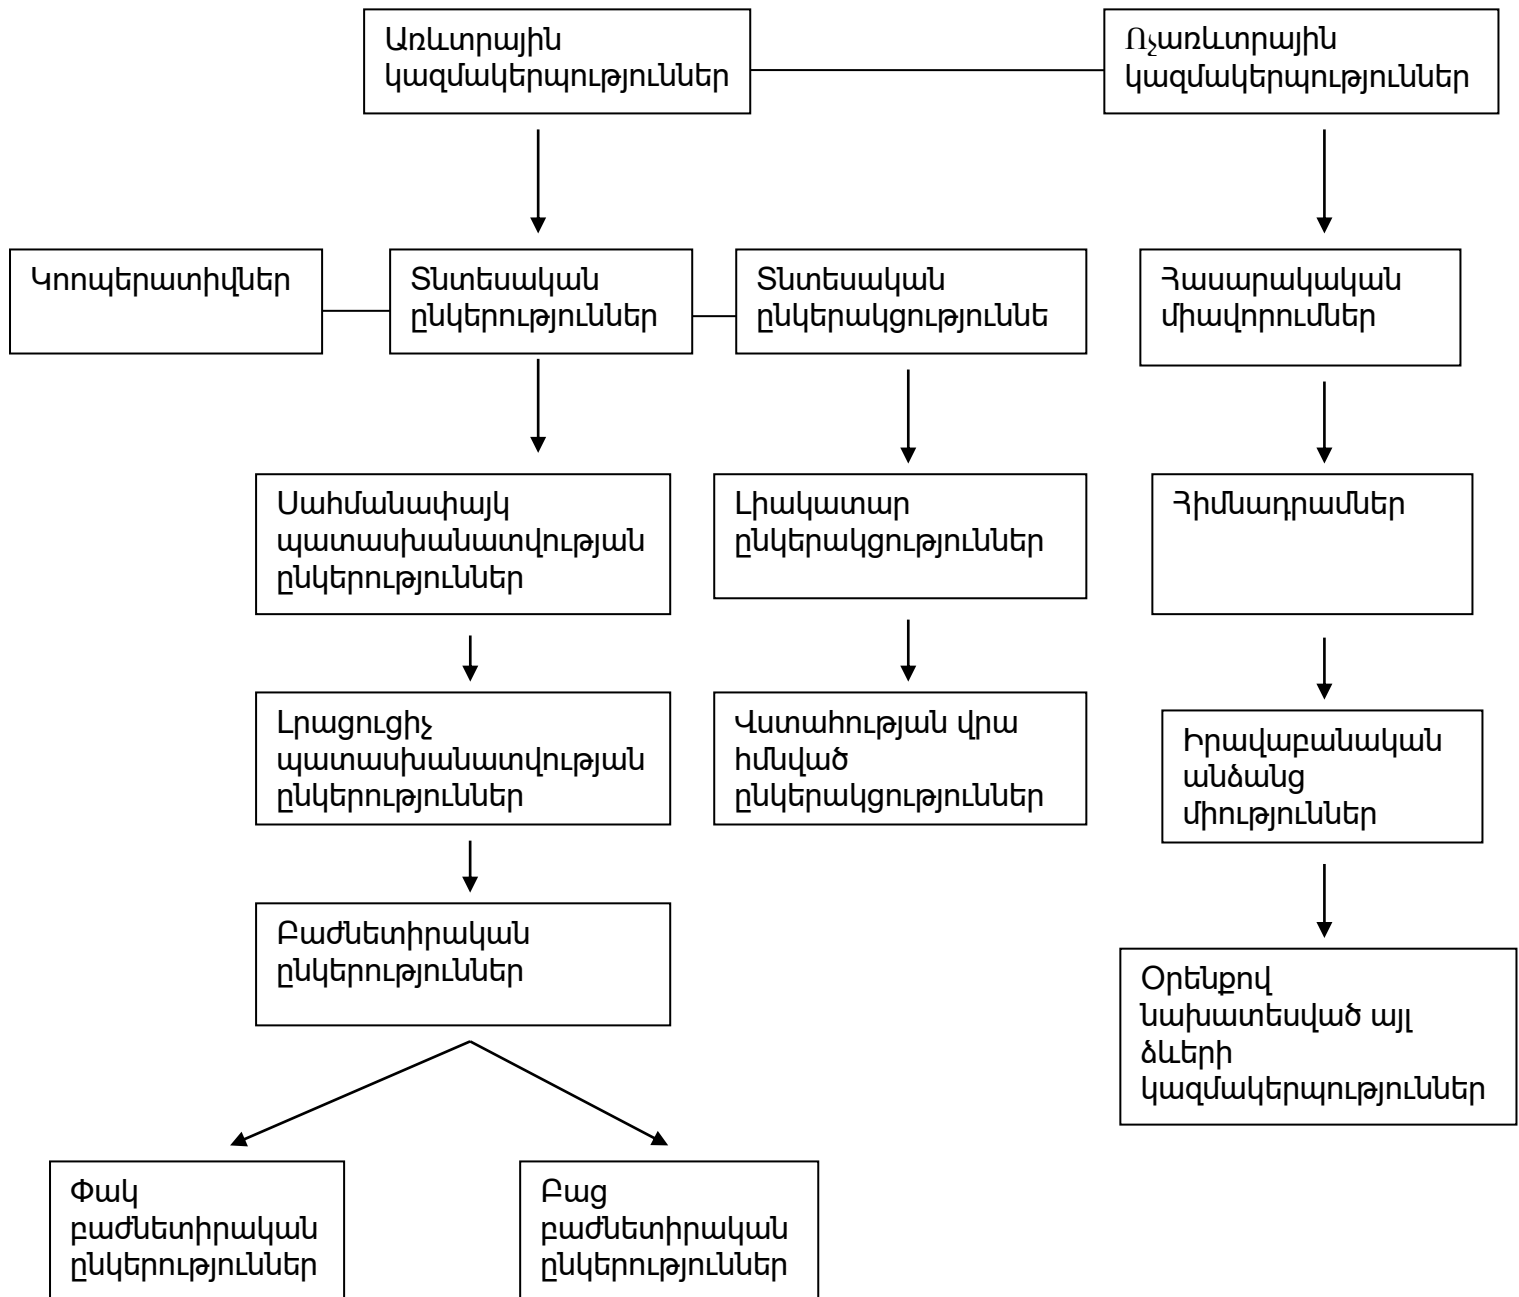 Առևտրային
կազմակերպություններ
Ոչառևտրային
կազմակերպություններ
Կոոպերատիվներ
Տնտեսական
ընկերություններ
Տնտեսական
ընկերակցություննե
Հասարակական
միավորումներ
Սահմանափայկ
պատասխանատվության
ընկերություններ
Լիակատար
ընկերակցություններ
Հիմնադրամներ
Լրացուցիչ
պատասխանատվության
ընկերություններ
Վստահության վրա
հմնված
ընկերակցություններ
Իրավաբանական
անձանց
միություններ
Բաժնետիրական
ընկերություններ
Օրենքով
նախատեսված այլ
ձևերի
կազմակերպություններ
Փակ
բաժնետիրական
ընկերություններ
Բաց
բաժնետիրական
ընկերություններ